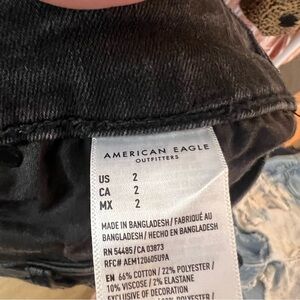 AMERICAN EAGLE
OUTFITTERS
US 2
CA 2
MX 2
MADE IN BANGLADESH / FABRIQUÉ AU
BANGLADESH / HECHO EN BANGLADESH
RN 54485 / CA 03873
RFC# AEM120605U9A
EN 66% COTTON / 22% POLYESTER /
10% VISCOSE / 2% ELASTANE
EXCLUSIVE OF DECORATION